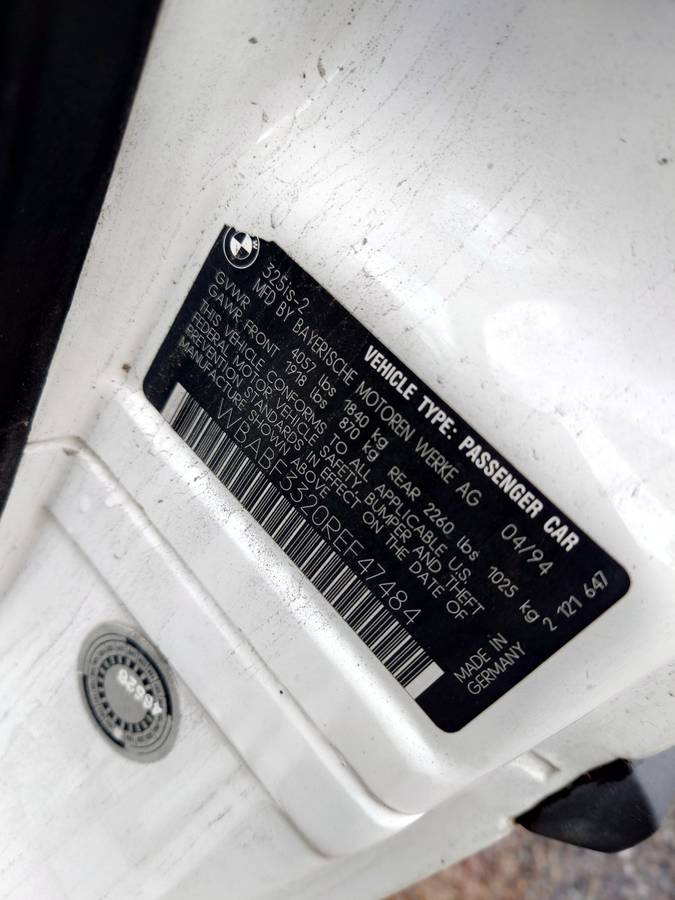 325is-2 VEHICLE TYPE: PASSENGER CAR
MFD BY BAYERISCHE MOTOREN WERKE AG 04/94
GVWR 4057 lbs 1840 kg
GAWR FRONT 1918 lbs 870 kg REAR 2260 lbs 1025 kg
THIS VEHICLE CONFORMS TO ALL APPLICABLE U.S.
FEDERAL MOTOR VEHICLE SAFETY BUMPER AND THEFT
PREVENTION STANDARDS IN EFFECT ON THE DATE OF
MANUFACTURE SHOWN ABOVE
2 121 647
WBABF3320REF47484
MADE IN
GERMANY